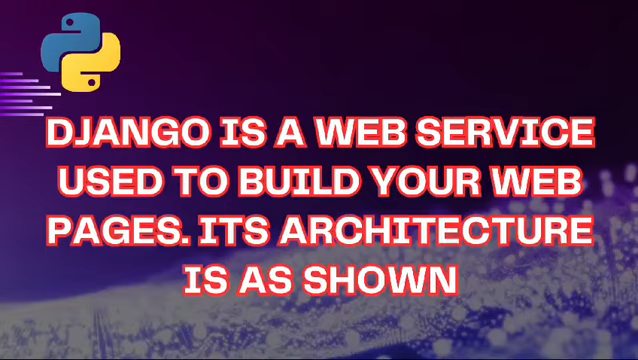 DJANGO IS A WEB SERVICE
USED TO BUILD YOUR WEB
PAGES. ITS ARCHITECTURE
IS AS SHOWN